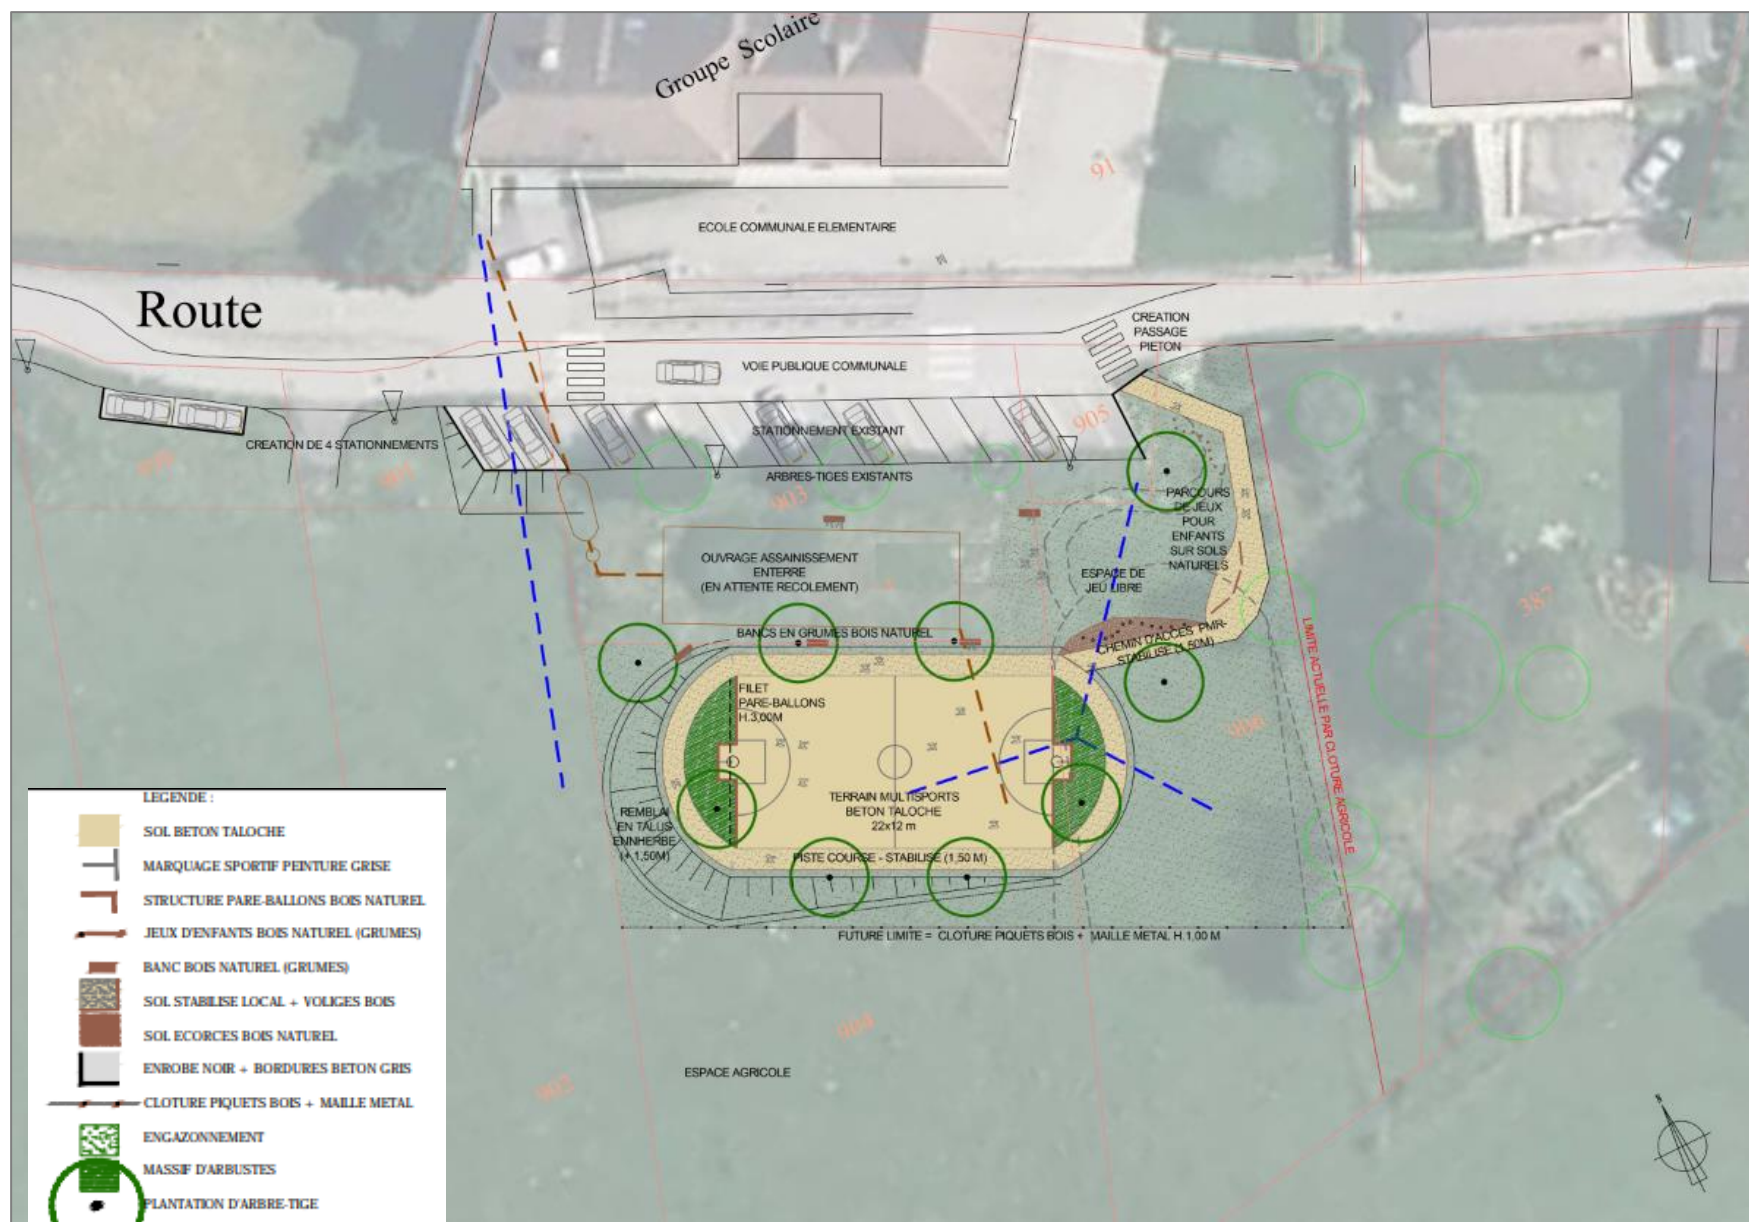 Groupe Scolaire
91
ECOLE COMMUNALE ELEMENTAIRE
Route
CREATION
PASSAGE
PIETON
VOIE PUBLIQUE COMMUNALE
905
STATIONNEMENT EXISTANT
CREATION DE 4 STATIONNEMENTS
ARBRES-TIGES EXISTANTS
903
PARCOURS
DE JEUX
POUR
ENFANTS
SUR SOLS
NATURELS
OUVRAGE ASSAINISSEMENT
ENTERRE
(EN ATTENTE RECOLEMENT)
ESPACE DE
JEU LIBRE
387
BANCS EN GRUMES BOIS NATUREL
CHEMIN D'ACCES PMR-
STABILISE (1,50M)
LIMITE ACTUELLE PAR CLOTURE AGRICOLE
FILET
PARE-BALLONS
H.3,00M
TERRAIN MULTISPORTS
BETON TALOCHE
22x12 m
REMBLAI
EN TALUS
ENNHERBE
(+ 1,50M)
PISTE COURSE - STABILISE (1,50 M)
FUTURE LIMITE = CLOTURE PIQUETS BOIS + MAILLE METAL H.1,00 M
904
902
ESPACE AGRICOLE
N
LEGENDE :
SOL BETON TALOCHE
MARQUAGE SPORTIF PEINTURE GRISE
STRUCTURE PARE-BALLONS BOIS NATUREL
JEUX D'ENFANTS BOIS NATUREL (GRUMES)
BANC BOIS NATUREL (GRUMES)
SOL STABILISE LOCAL + VOLIGES BOIS
SOL ECORCES BOIS NATUREL
ENROBE NOIR + BORDURES BETON GRIS
CLOTURE PIQUETS BOIS + MAILLE METAL
ENGAZONNEMENT
MASSIF D'ARBUSTES
PLANTATION D'ARBRE-TIGE